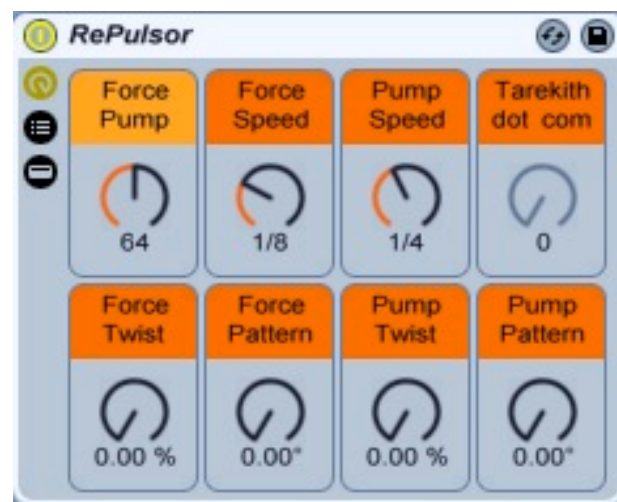 RePulsor
Force
Pump
Force
Speed
Pump
Speed
Tarekith
dot com
64
1/8
1/4
0
Force
Twist
Force
Pattern
Pump
Twist
Pump
Pattern
0.00 %
0.00°
0.00 %
0.00°